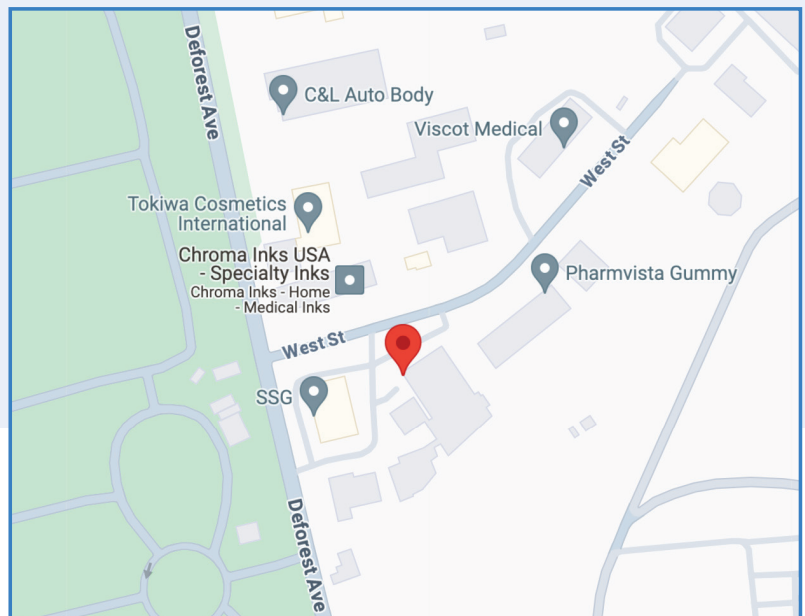 Deforest Ave
C&L Auto Body
Viscot Medical
West St
Tokiwa Cosmetics
International
Chroma Inks USA
- Specialty Inks
Chroma Inks - Home
- Medical Inks
Pharmvista Gummy
West St
SSG
Deforest Ave